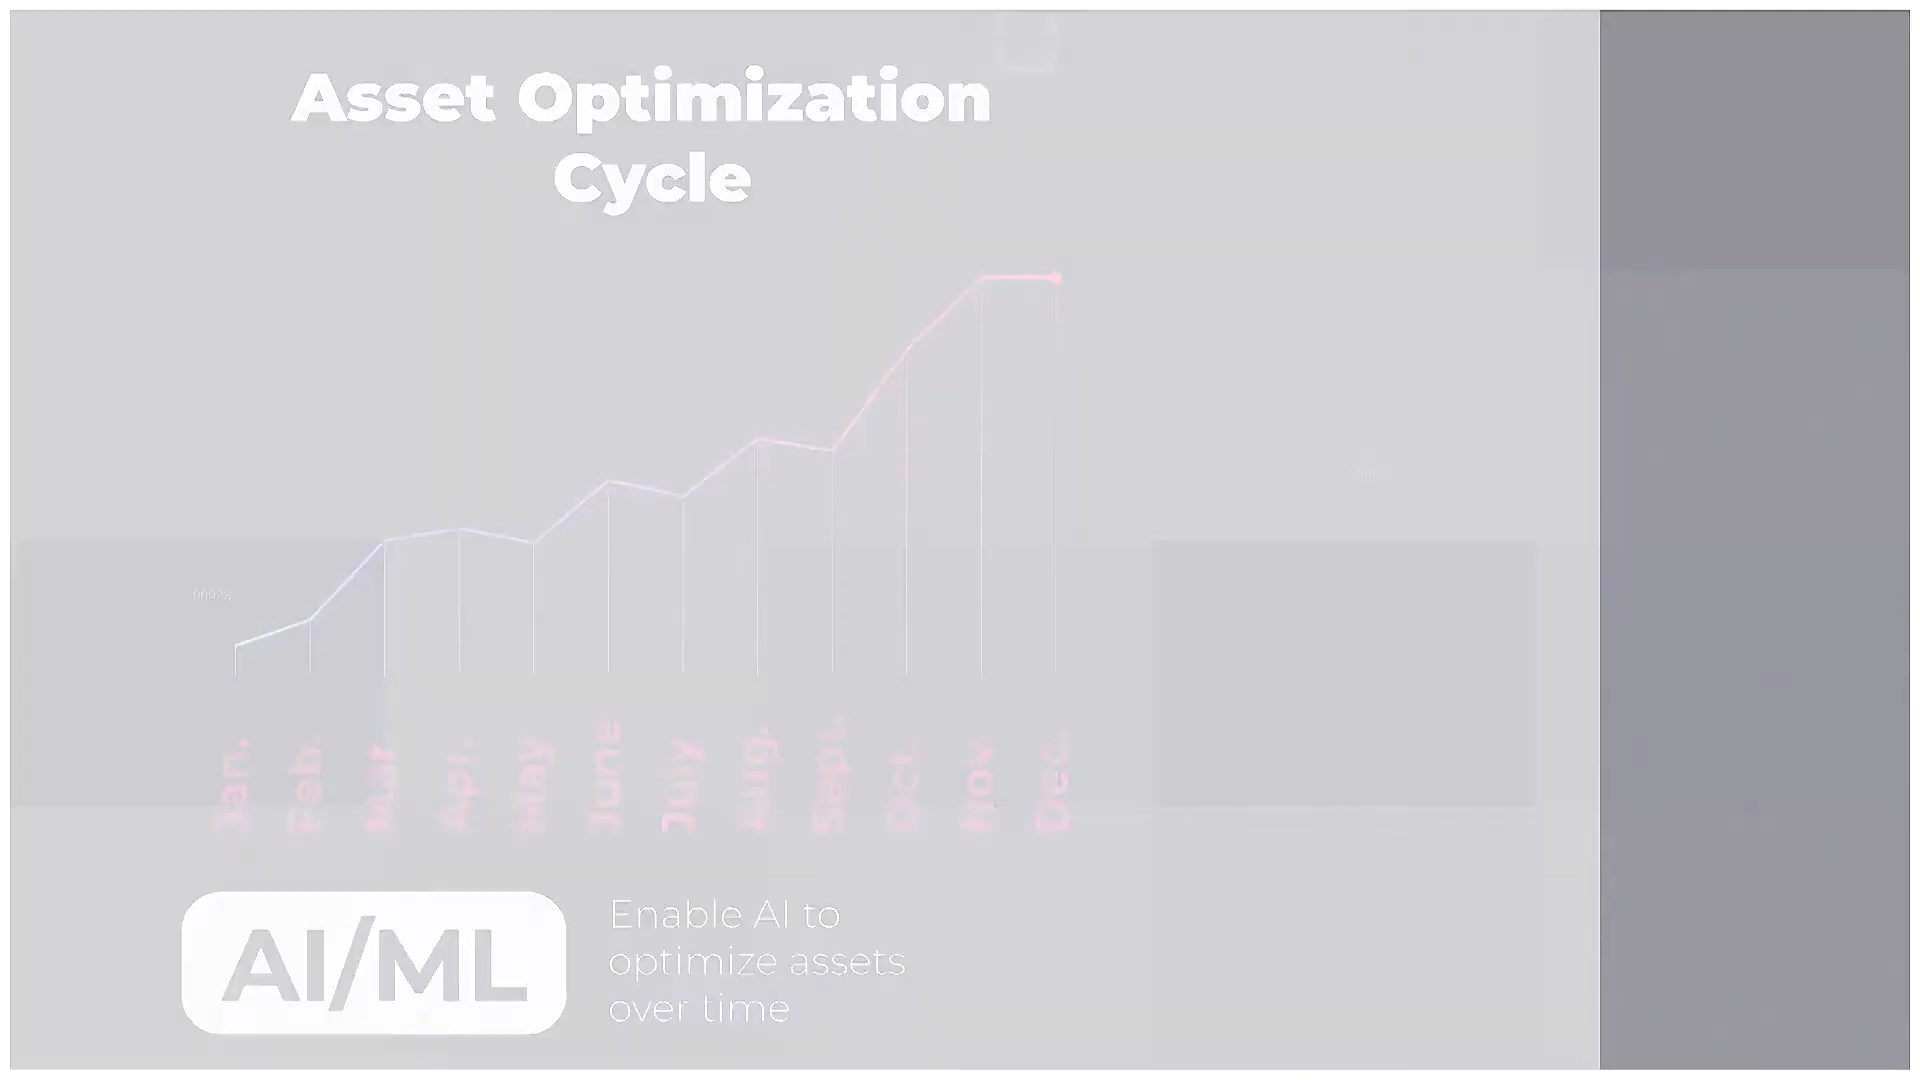 Asset Optimization
Cycle
Jan.
Feb.
Mar
Apr.
May
June
July
Aug.
Sept.
Oct.
Nov.
Dec.
AI/ML
Enable AI to
optimize assets
over time